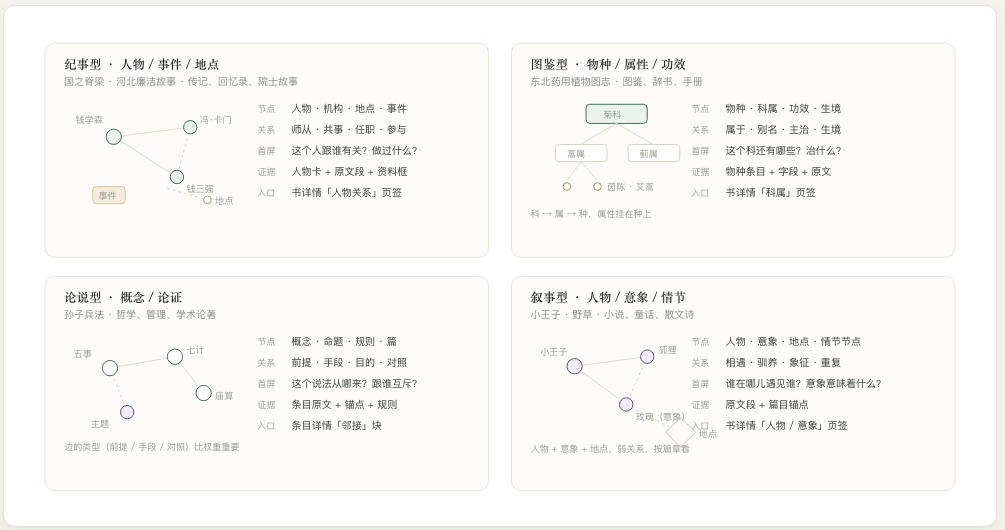 纪事型 · 人物 / 事件 / 地点
国之脊梁 · 河北廉洁故事 · 传记、回忆录、院士故事
钱学森
冯·卡门
钱三强
事件
地点
节点 人物 · 机构 · 地点 · 事件
关系 师从 · 共事 · 任职 · 参与
首屏 这个人跟谁有关？做过什么？
证据 人物卡 + 原文段 + 资料框
入口 书详情「人物关系」页签
图鉴型 · 物种 / 属性 / 功效
东北药用植物图志 · 图鉴、辞书、手册
菊科
蒿属
蓟属
茵陈 · 艾蒿
科 → 属 → 种，属性挂在种上
节点 物种 · 科属 · 功效 · 生境
关系 属于 · 别名 · 主治 · 生境
首屏 这个科还有哪些？治什么？
证据 物种条目 + 字段 + 原文
入口 书详情「科属」页签
论说型 · 概念 / 论证
孙子兵法 · 哲学、管理、学术论著
五事
七计
庙算
主题
边的类型（前提 / 手段 / 对照）比权重重要
节点 概念 · 命题 · 规则 · 篇
关系 前提 · 手段 · 目的 · 对照
首屏 这个说法从哪来？跟谁互斥？
证据 条目原文 + 锚点 + 规则
入口 条目详情「邻接」块
叙事型 · 人物 / 意象 / 情节
小王子 · 野草 · 小说、童话、散文诗
小王子
狐狸
玫瑰（意象）
地点
人物 + 意象 + 地点，弱关系，按篇章看
节点 人物 · 意象 · 地点 · 情节节点
关系 相遇 · 驯养 · 象征 · 重复
首屏 谁在哪儿遇见谁？意象意味着什么？
证据 原文段 + 篇目锚点
入口 书详情「人物 / 意象」页签